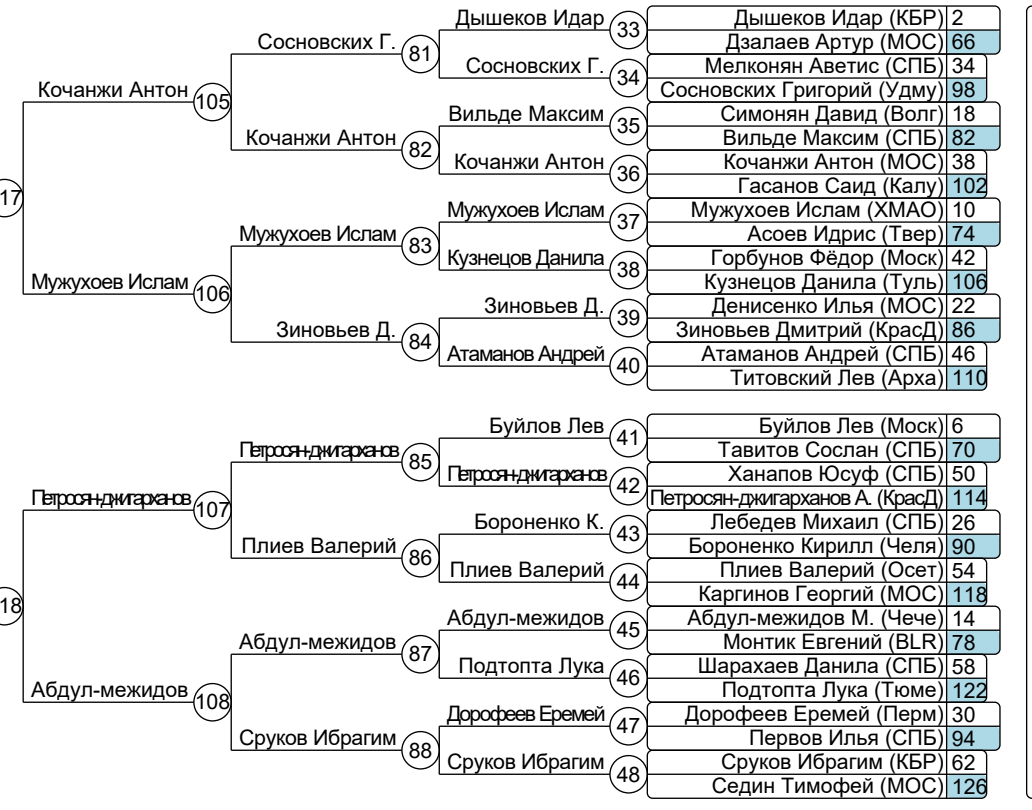 Дышеков Идар 33 Дышеков Идар (КБР) 2
Сосновских Г. 81 Дзалаев Артур (МОС) 66
Сосновских Г. 34 Мелконян Аветис (СПБ) 34
Кочанжи Антон 105 Сосновских Григорий (Удму) 98
Вильде Максим 35 Симонян Давид (Волг) 18
Кочанжи Антон 82 Вильде Максим (СПБ) 82
Кочанжи Антон 36 Кочанжи Антон (МОС) 38
17 Гасанов Саид (Калу) 102
Мужухоев Ислам 37 Мужухоев Ислам (ХМАО) 10
Мужухоев Ислам 83 Асоев Идрис (Твер) 74
Кузнецов Данила 38 Горбунов Фёдор (Моск) 42
Мужухоев Ислам 106 Кузнецов Данила (Туль) 106
Зиновьев Д. 39 Денисенко Илья (МОС) 22
Зиновьев Д. 84 Зиновьев Дмитрий (КрасД) 86
Атаманов Андрей 40 Атаманов Андрей (СПБ) 46
Титовский Лев (Арха) 110
Буйлов Лев 41 Буйлов Лев (Моск) 6
Петросян-джигарханов 85 Тавитов Сослан (СПБ) 70
Петросян-джигарханов 42 Ханапов Юсуф (СПБ) 50
Петросян-джигарханов 107 Петросян-джигарханов А. (КрасД) 114
Бороненко К. 43 Лебедев Михаил (СПБ) 26
Плиев Валерий 86 Бороненко Кирилл (Челя) 90
Плиев Валерий 44 Плиев Валерий (Осет) 54
18 Каргинов Георгий (МОС) 118
Абдул-межидов 45 Абдул-межидов М. (Чече) 14
Абдул-межидов 87 Монтик Евгений (BLR) 78
Подтопта Лука 46 Шарахаев Данила (СПБ) 58
Абдул-межидов 108 Подтопта Лука (Тюме) 122
Дорофеев Еремей 47 Дорофеев Еремей (Перм) 30
Сруков Ибрагим 88 Первов Илья (СПБ) 94
Сруков Ибрагим 48 Сруков Ибрагим (КБР) 62
Седин Тимофей (МОС) 126